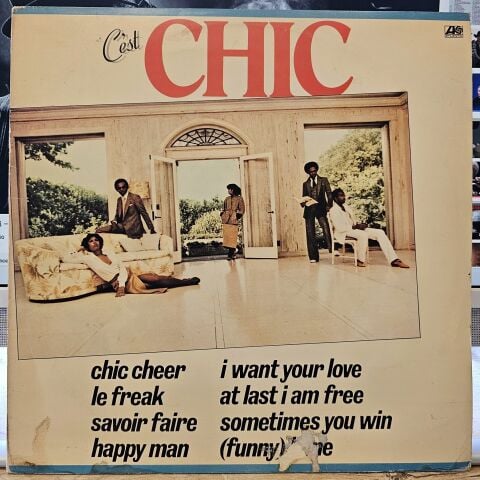 C'est
CHIC
chic cheer
le freak
savoir faire
happy man
i want your love
at last i am free
sometimes you win
(funny)